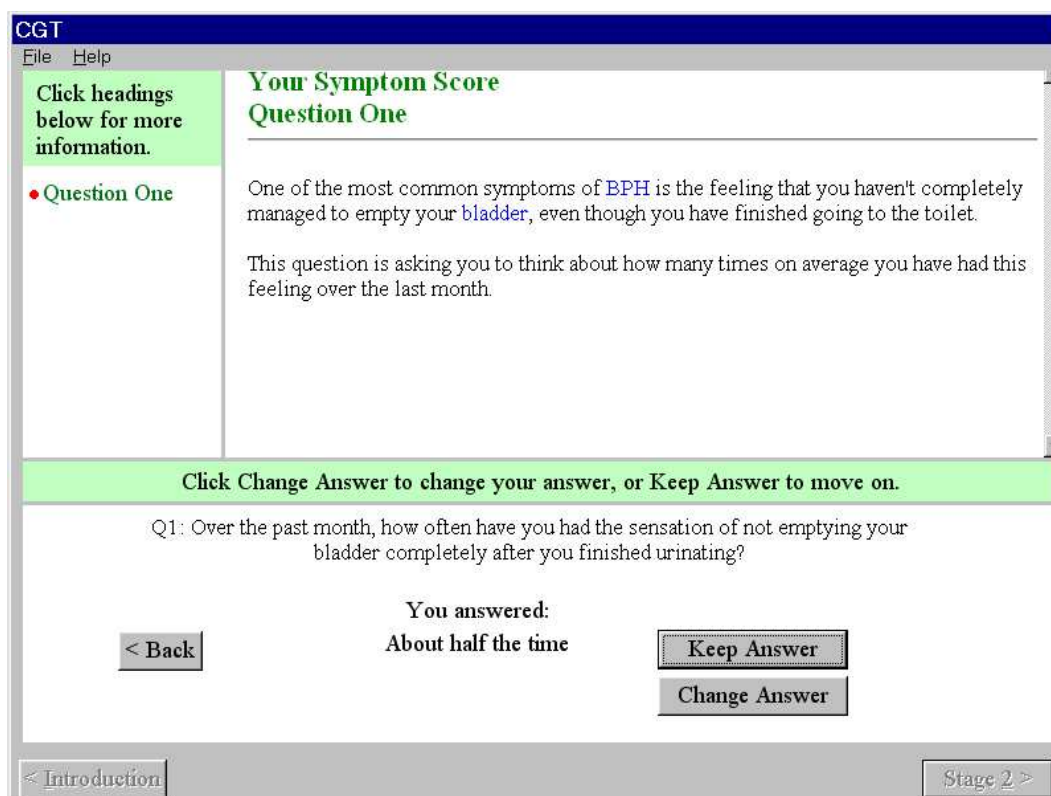 CGT
File Help
Click headings
below for more
information.
• Question One
Your Symptom Score
Question One
One of the most common symptoms of BPH is the feeling that you haven't completely
managed to empty your bladder, even though you have finished going to the toilet.
This question is asking you to think about how many times on average you have had this
feeling over the last month.
Click Change Answer to change your answer, or Keep Answer to move on.
Q1: Over the past month, how often have you had the sensation of not emptying your
bladder completely after you finished urinating?
You answered:
About half the time
< Back
Keep Answer
Change Answer
< Introduction
Stage 2 >